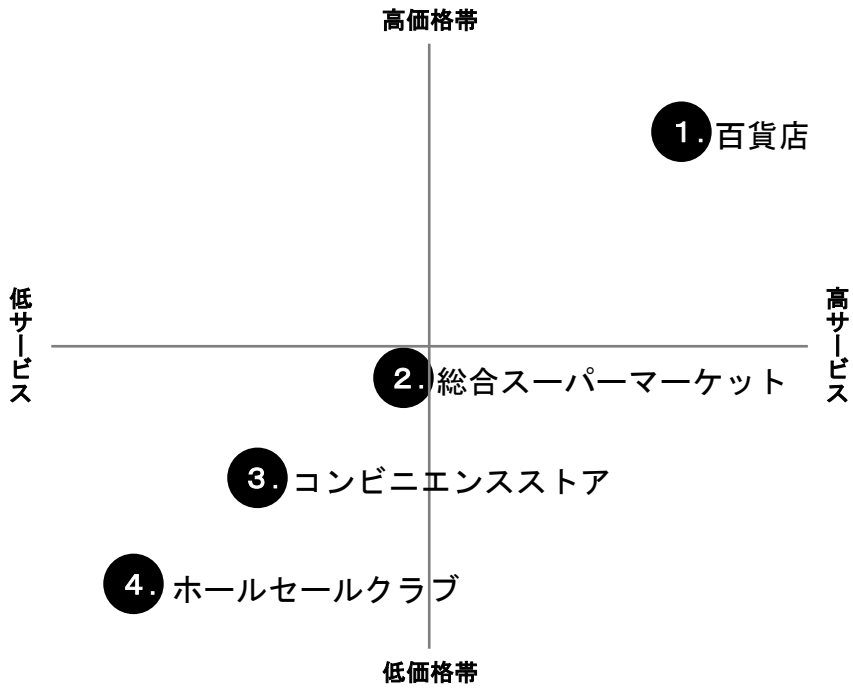 高価格帯
1. 百貨店
低サービス
高サービス
2. 総合スーパーマーケット
3. コンビニエンスストア
4. ホールセールクラブ
低価格帯